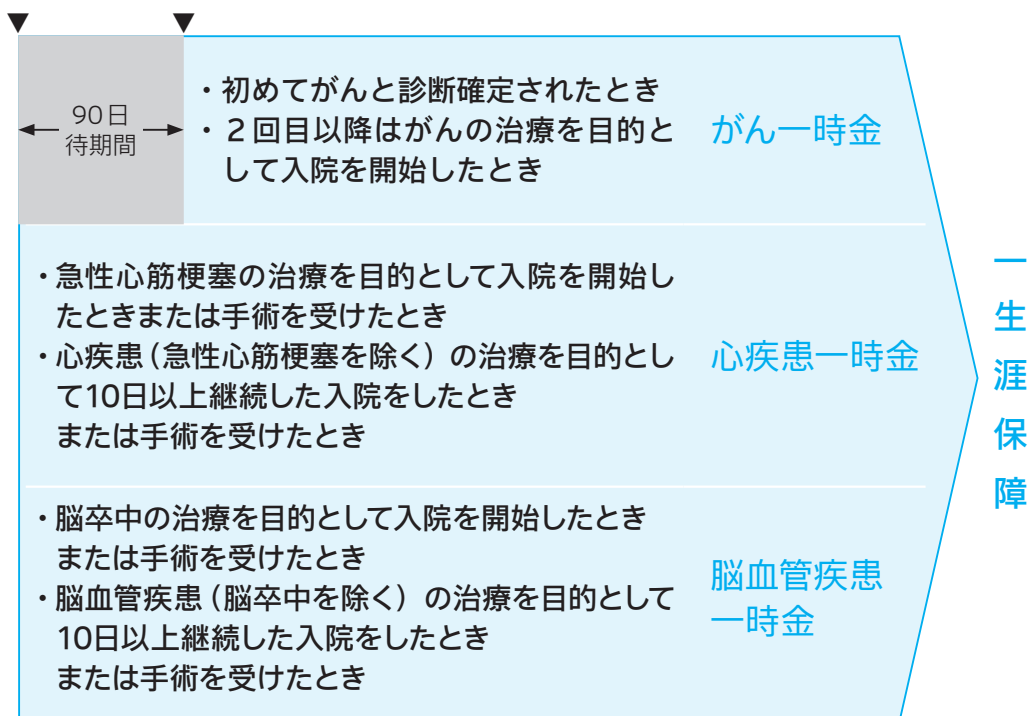 90日
待期間
・初めてがんと診断確定されたとき
・２回目以降はがんの治療を目的と
して入院を開始したとき
がん一時金
・急性心筋梗塞の治療を目的として入院を開始し
たときまたは手術を受けたとき
・心疾患（急性心筋梗塞を除く）の治療を目的とし
て10日以上継続した入院をしたとき
または手術を受けたとき
心疾患一時金
・脳卒中の治療を目的として入院を開始したとき
または手術を受けたとき
・脳血管疾患（脳卒中を除く）の治療を目的として
10日以上継続した入院をしたとき
または手術を受けたとき
脳血管疾患
一時金
一生涯保障